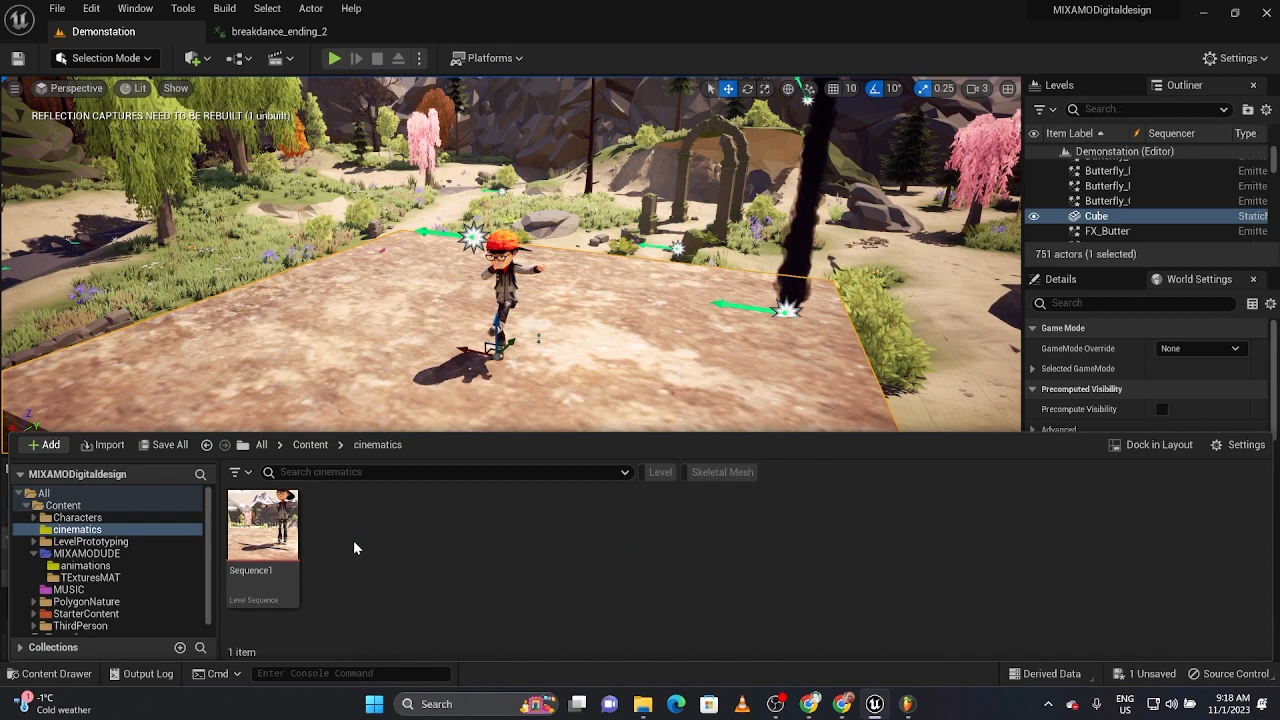 File Edit Window Tools Build Select Actor Help
MIXAMODigitaldesign
Demonstation
breakdance_ending_2
Selection Mode
Platforms
Settings
Perspective Lit Show
10 10° 0.25 3
REFLECTION CAPTURES NEED TO BE REBUILT (1 unbuilt)
Levels
Outliner
Search...
Item Label Sequencer Type
Demonstation (Editor)
Butterfly_l Emitte
Butterfly_l Emitte
Butterfly_l Emitte
Cube Staticl
FX_Butter Emitte
751 actors (1 selected)
Details
World Settings
Search
Game Mode
GameMode Override None
Selected GameMode
Precomputed Visibility
Precompute Visibility
Advanced
Z
X Y
Add Import Save All All Content cinematics
Dock in Layout Settings
MIXAMODigitaldesign
Search cinematics
Level Skeletal Mesh
All
Content
Characters
cinematics
LevelPrototyping
MIXAMODUDE
animations
TExturesMAT
MUSIC
PolygonNature
StarterContent
ThirdPerson
Sequence1
Level Sequence
Collections
1 item
Content Drawer Output Log Cmd Enter Console Command
Derived Data 1 Unsaved Source Control
1
-1°C
Cold weather
Search
ENG
US
9:18 AM
11/1/2023